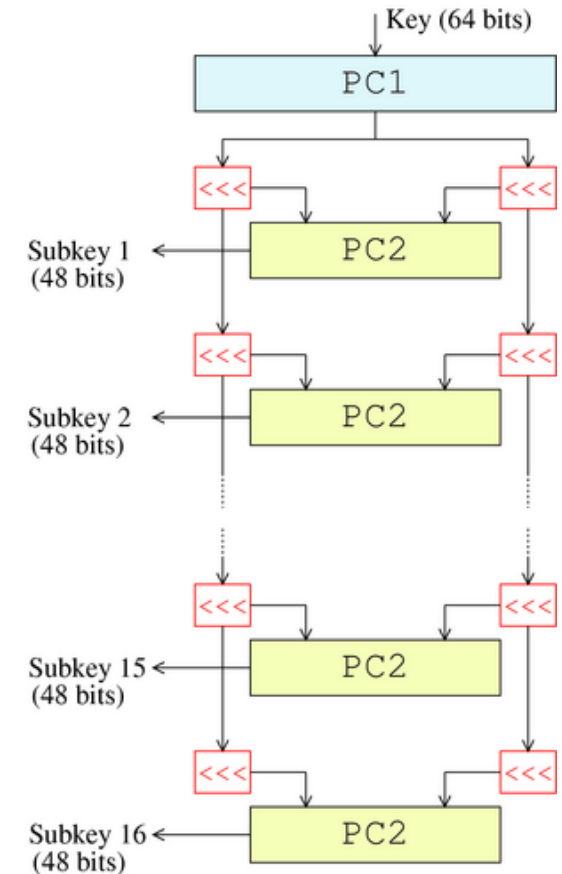 Key (64 bits)
PC1
<<< <<<
PC2
Subkey 1
(48 bits)
<<< <<<
PC2
Subkey 2
(48 bits)
<<< <<<
PC2
Subkey 15
(48 bits)
<<< <<<
PC2
Subkey 16
(48 bits)